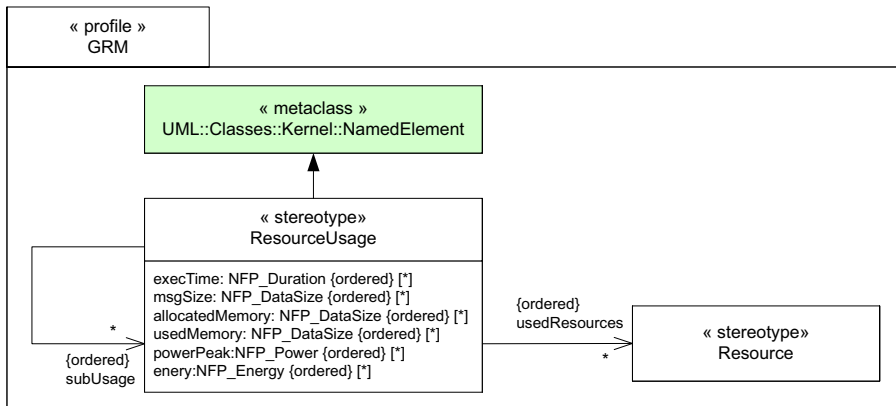 « profile »
GRM
« metaclass »
UML::Classes::Kernel::NamedElement
« stereotype»
ResourceUsage
execTime: NFP_Duration {ordered} [*]
msgSize: NFP_DataSize {ordered} [*]
allocatedMemory: NFP_DataSize {ordered} [*]
usedMemory: NFP_DataSize {ordered} [*]
powerPeak:NFP_Power {ordered} [*]
enery:NFP_Energy {ordered} [*]
*
{ordered}
subUsage
{ordered}
usedResources
*
« stereotype»
Resource